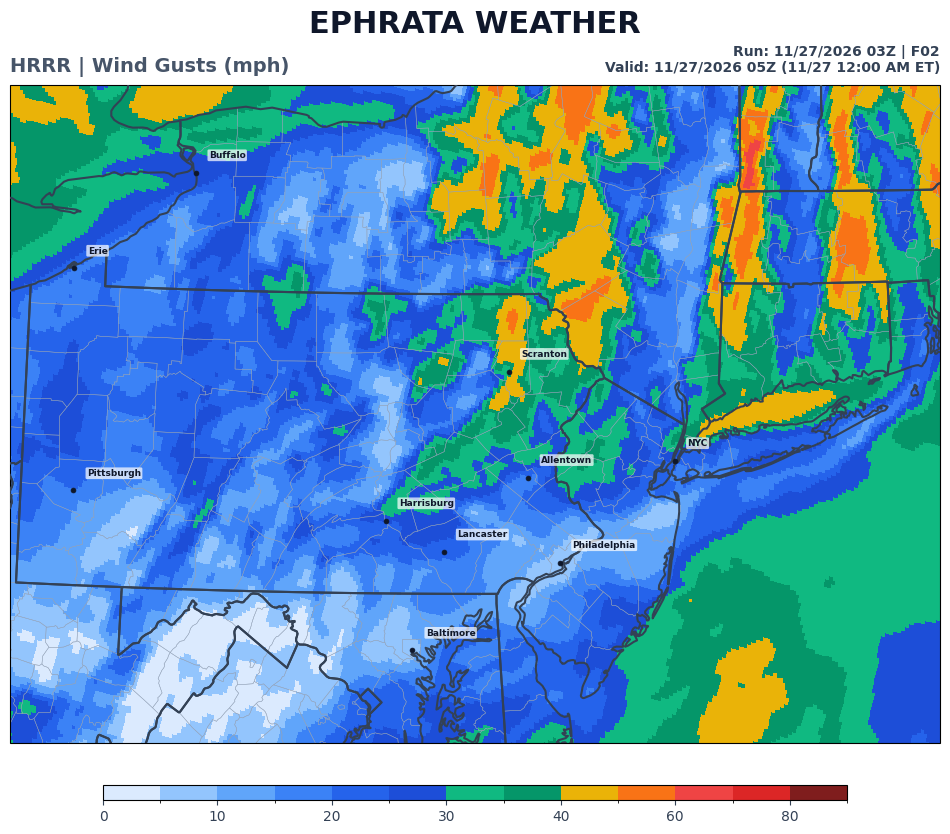 EPHRATA WEATHER
HRRR | Wind Gusts (mph)
Run: 11/27/2026 03Z | F02
Valid: 11/27/2026 05Z (11/27 12:00 AM ET)
Buffalo
Erie
Scranton
NYC
Allentown
Pittsburgh
Harrisburg
Lancaster
Philadelphia
Baltimore
0 10 20 30 40 50 60 70 80